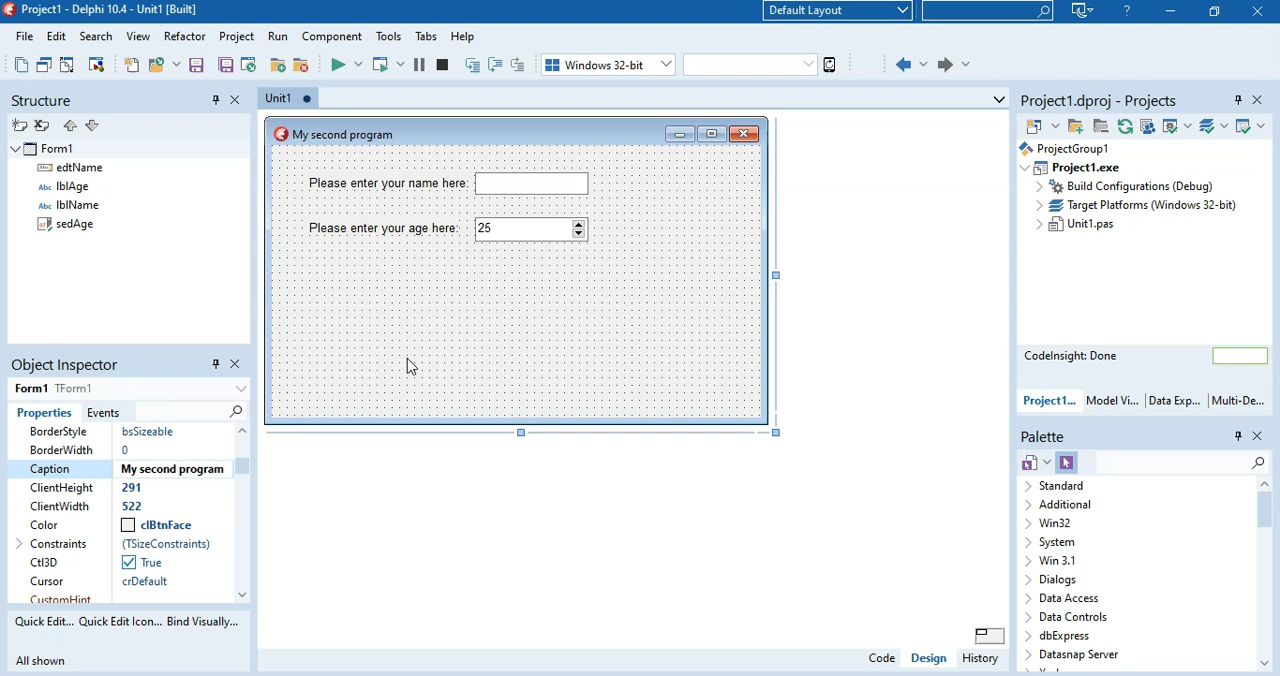 Project1 - Delphi 10.4 - Unit1 [Built]
Default Layout
?
File Edit Search View Refactor Project Run Component Tools Tabs Help
Windows 32-bit
Structure
Form1
edtName
Abc lblAge
Abc lblName
sedAge
Object Inspector
Form1 TForm1
Properties Events
BorderStyle bsSizeable
BorderWidth 0
Caption My second program
ClientHeight 291
ClientWidth 522
Color clBtnFace
Constraints (TSizeConstraints)
Ctl3D True
Cursor crDefault
CustomHint
Quick Edit... Quick Edit Icon... Bind Visually...
All shown
Unit1
My second program
Please enter your name here:
Please enter your age here: 25
Code Design History
Project1.dproj - Projects
ProjectGroup1
Project1.exe
Build Configurations (Debug)
Target Platforms (Windows 32-bit)
Unit1.pas
CodeInsight: Done
Project1... Model Vi... Data Exp... Multi-De...
Palette
Standard
Additional
Win32
System
Win 3.1
Dialogs
Data Access
Data Controls
dbExpress
Datasnap Server